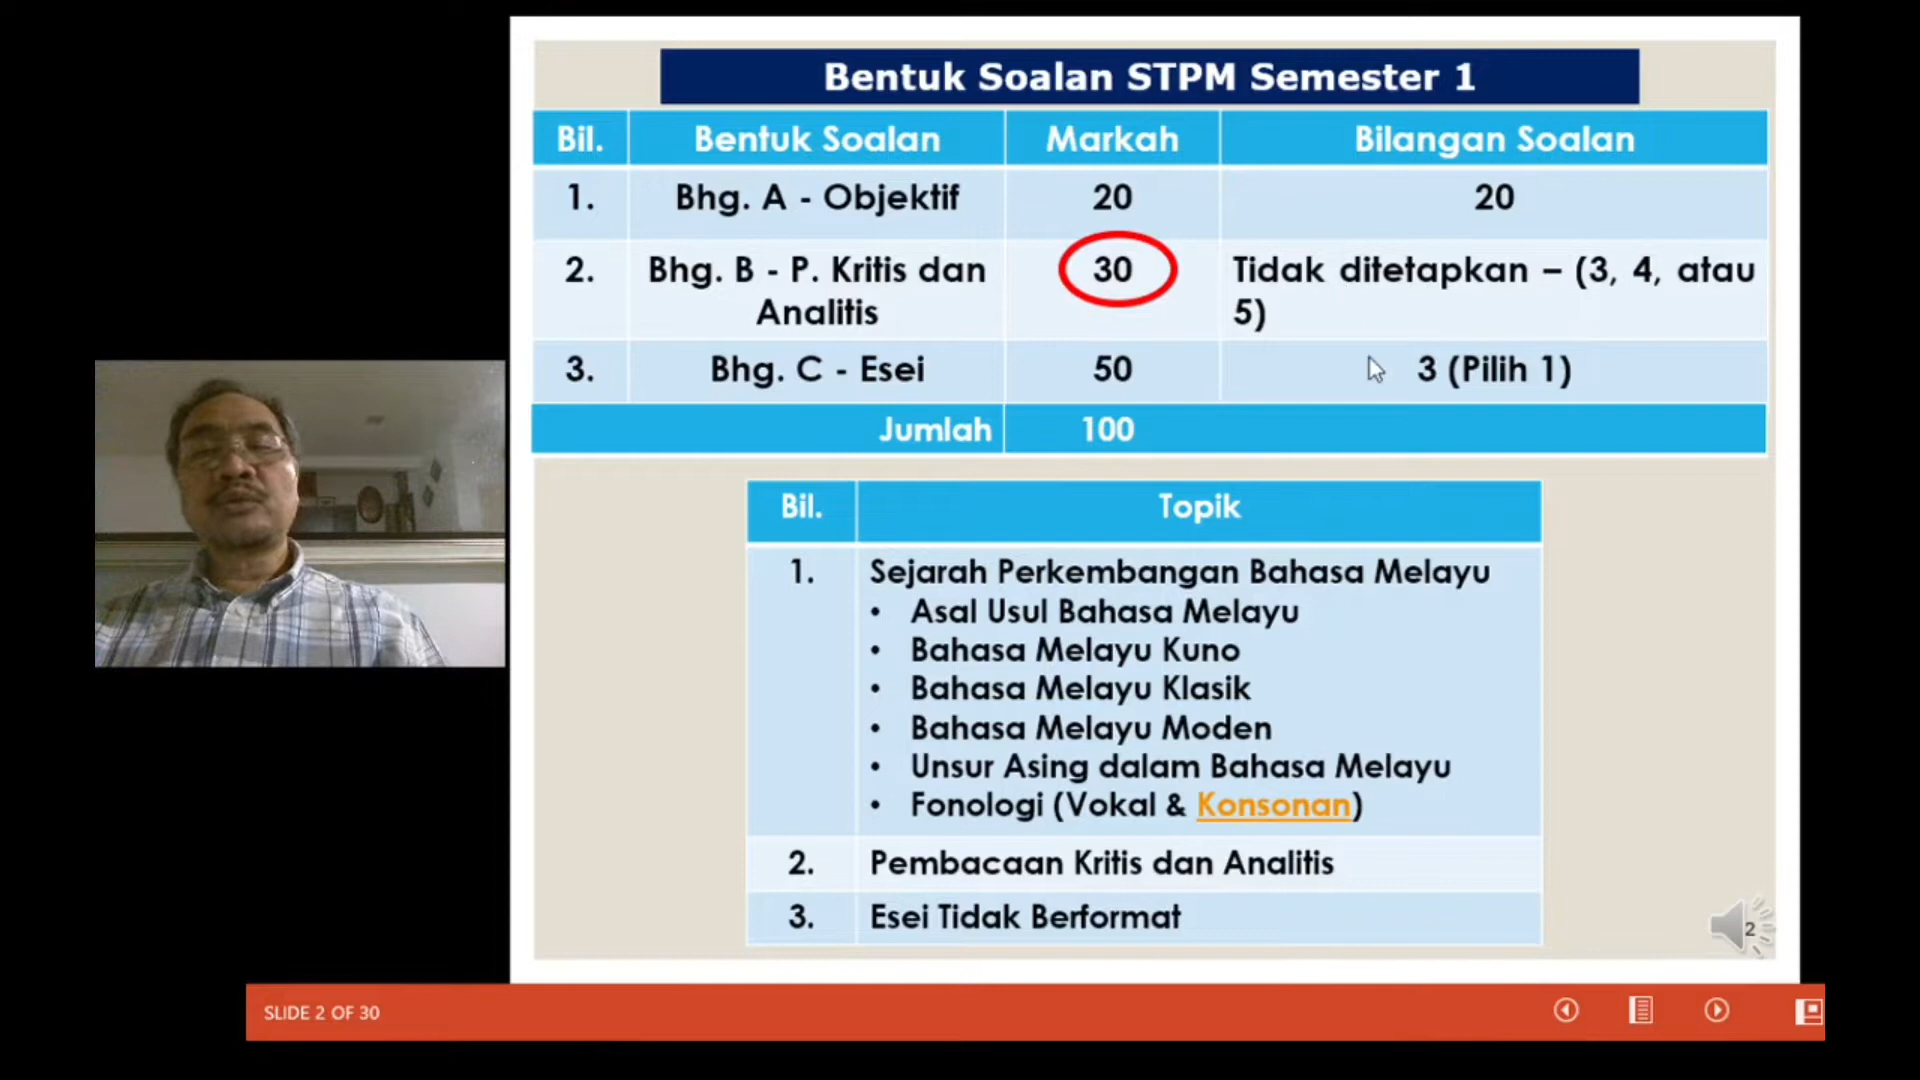 Bentuk Soalan STPM Semester 1
Bil. Bentuk Soalan Markah Bilangan Soalan
1. Bhg. A - Objektif 20 20
2. Bhg. B - P. Kritis dan 30 Tidak ditetapkan – (3, 4, atau
Analitis 5)
3. Bhg. C - Esei 50 3 (Pilih 1)
Jumlah 100
Bil. Topik
1. Sejarah Perkembangan Bahasa Melayu
• Asal Usul Bahasa Melayu
• Bahasa Melayu Kuno
• Bahasa Melayu Klasik
• Bahasa Melayu Moden
• Unsur Asing dalam Bahasa Melayu
• Fonologi (Vokal & Konsonan)
2. Pembacaan Kritis dan Analitis
3. Esei Tidak Berformat
2
SLIDE 2 OF 30